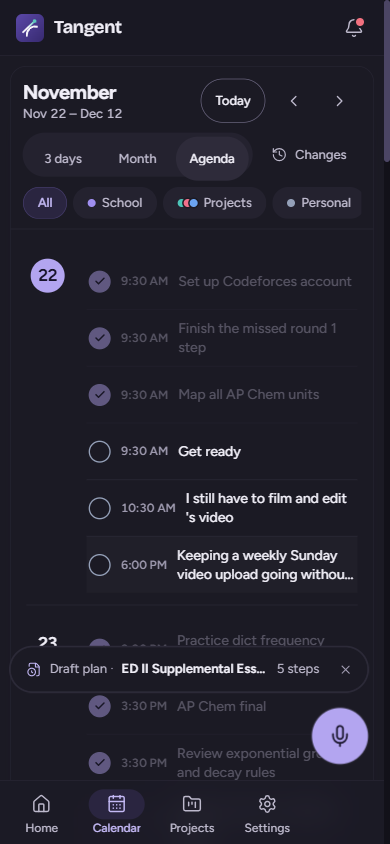 Tangent
November
Nov 22 – Dec 12
Today
3 days
Month
Agenda
Changes
All
School
Projects
Personal
22
9:30 AM Set up Codeforces account
9:30 AM Finish the missed round 1
step
9:30 AM Map all AP Chem units
9:30 AM Get ready
10:30 AM I still have to film and edit
's video
6:00 PM Keeping a weekly Sunday
video upload going withou...
23
Practice dict frequency
Draft plan · ED II Supplemental Ess... 5 steps
3:30 PM AP Chem final
3:30 PM Review exponential
and decay rules
Home
Calendar
Projects
Settings